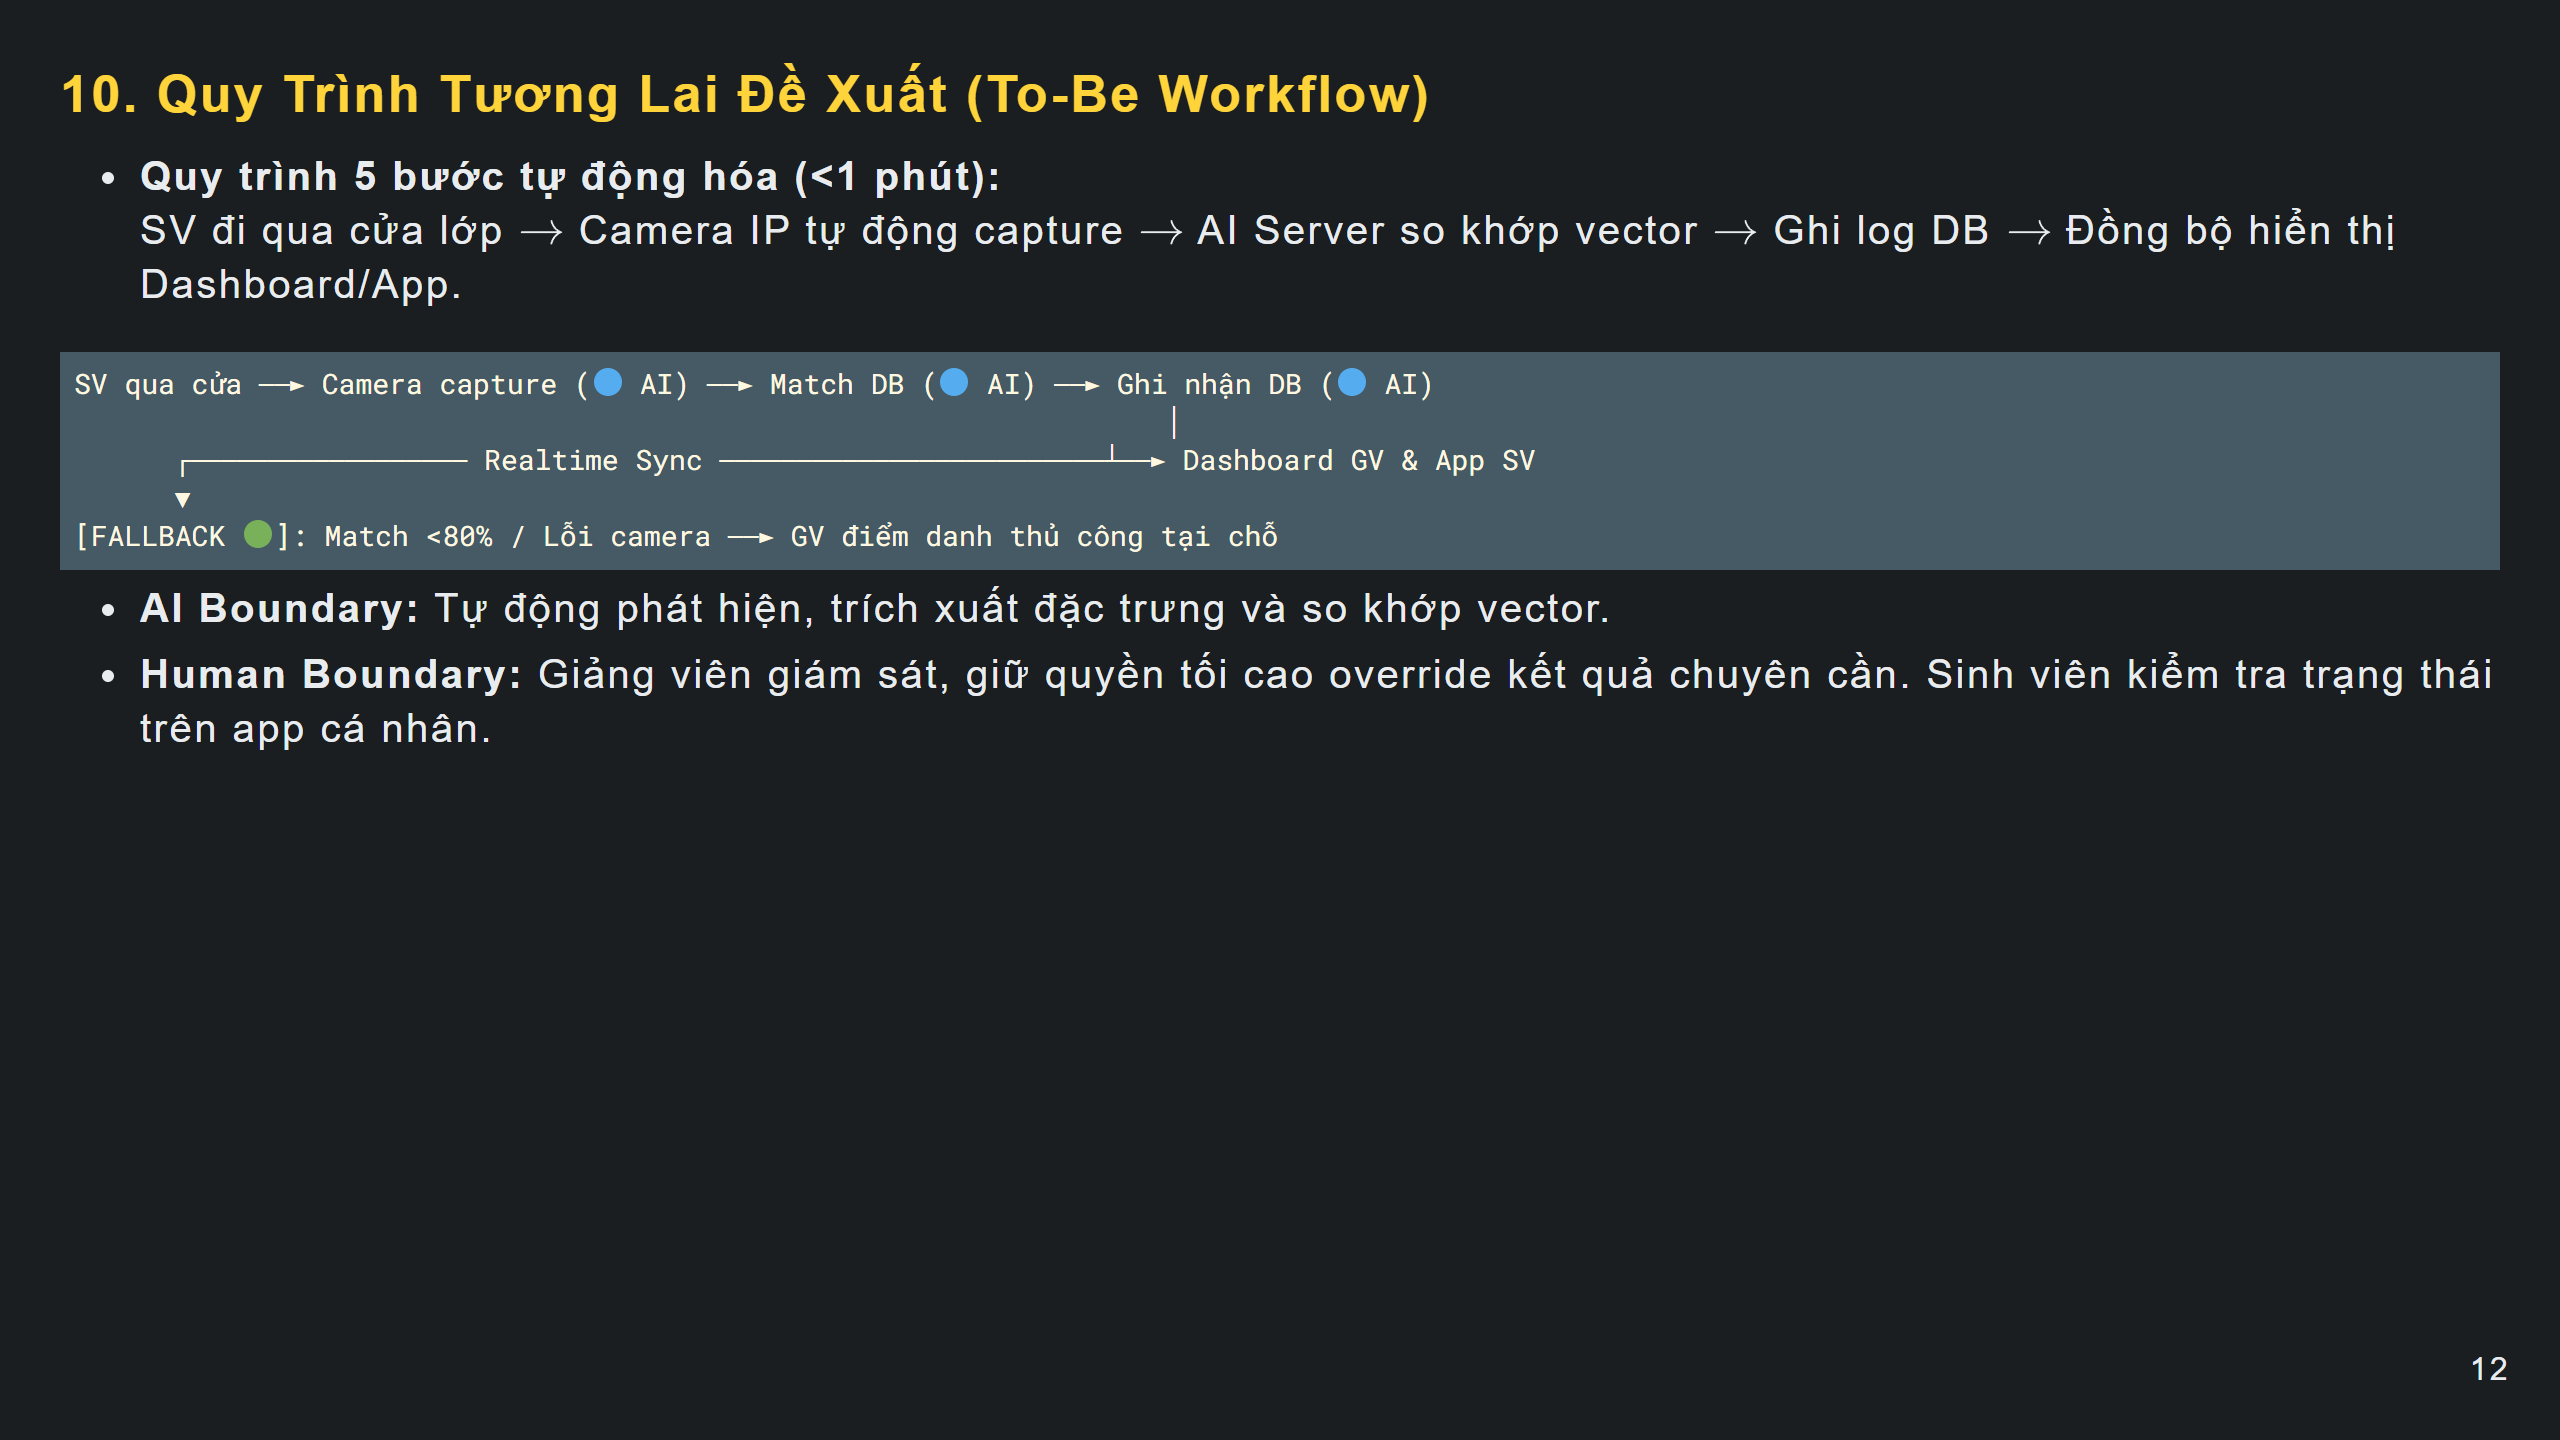 10. Quy Trình Tương Lai Đề Xuất (To-Be Workflow)
• Quy trình 5 bước tự động hóa (<1 phút):
SV đi qua cửa lớp → Camera IP tự động capture → AI Server so khớp vector → Ghi log DB → Đồng bộ hiển thị
Dashboard/App.
SV qua cửa ──► Camera capture (🔵 AI) ──► Match DB (🔵 AI) ──► Ghi nhận DB (🔵 AI)
│
┌───────────────── Realtime Sync ────────────────────────┴──► Dashboard GV & App SV
▼
[FALLBACK 🟢]: Match <80% / Lỗi camera ──► GV điểm danh thủ công tại chỗ
• AI Boundary: Tự động phát hiện, trích xuất đặc trưng và so khớp vector.
• Human Boundary: Giảng viên giám sát, giữ quyền tối cao override kết quả chuyên cần. Sinh viên kiểm tra trạng thái
trên app cá nhân.
12